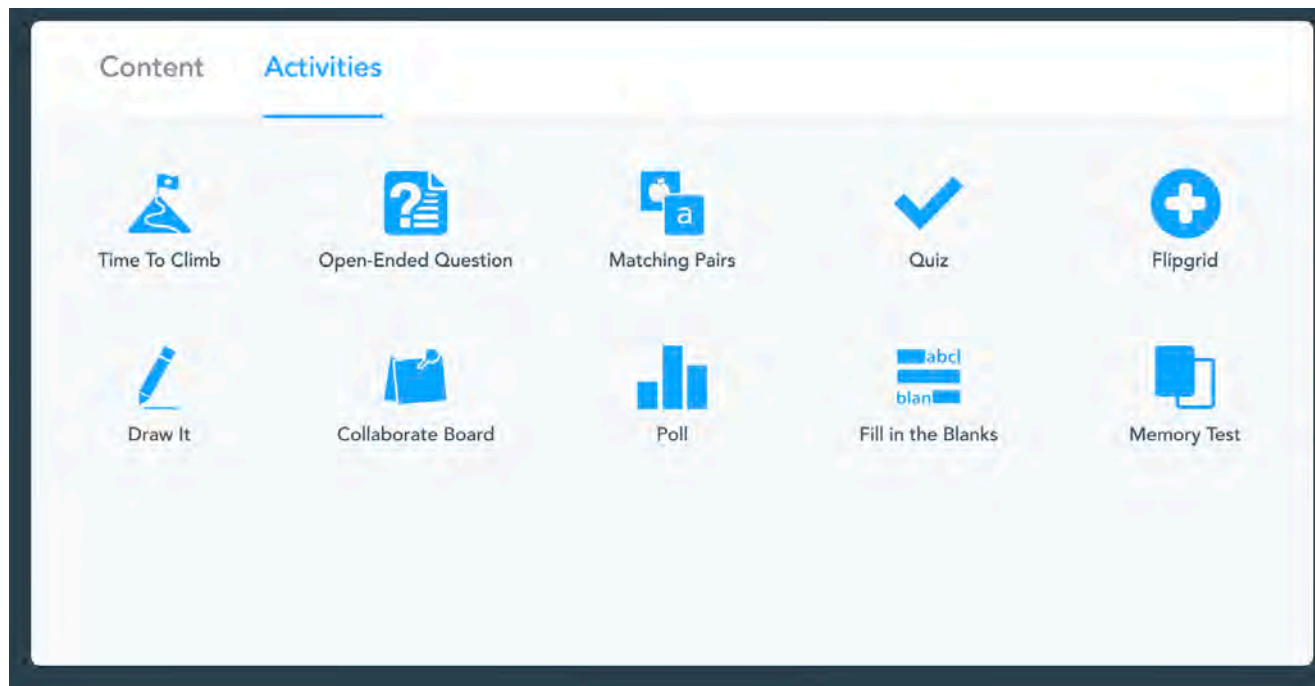 Content Activities
Time To Climb Open-Ended Question Matching Pairs Quiz Flipgrid
Draw It Collaborate Board Poll Fill in the Blanks Memory Test
a
abcl
blan